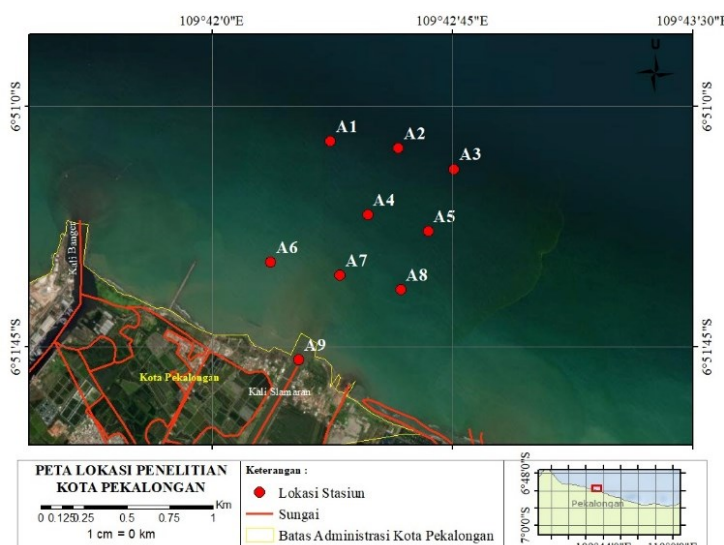 109°42'0"E 109°42'45"E 109°43'30"E
6°51'0"S 6°51'0"S
U
A1
A2
A3
A4
A5
A6
A7
A8
Kali Banger
6°51'45"S 6°51'45"S
A9
Kota Pekalongan
Kali Slamaran
PETA LOKASI PENELITIAN
KOTA PEKALONGAN
Km
0 0.125 0.25 0.5 0.75 1
1 cm = 0 km
Keterangan :
Lokasi Stasiun
Sungai
Batas Administrasi Kota Pekalongan
6°48'0"S
Pekalongan
7°0'0"S